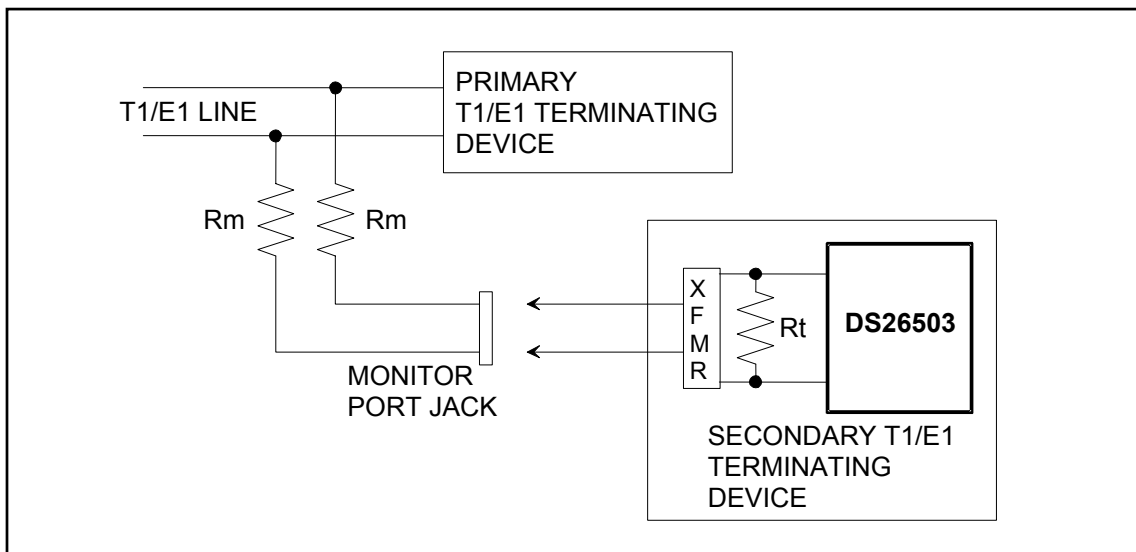 PRIMARY
T1/E1 TERMINATING
DEVICE
T1/E1 LINE
Rm
Rm
MONITOR
PORT JACK
X
F
M
R
Rt
DS26503
SECONDARY T1/E1
TERMINATING
DEVICE